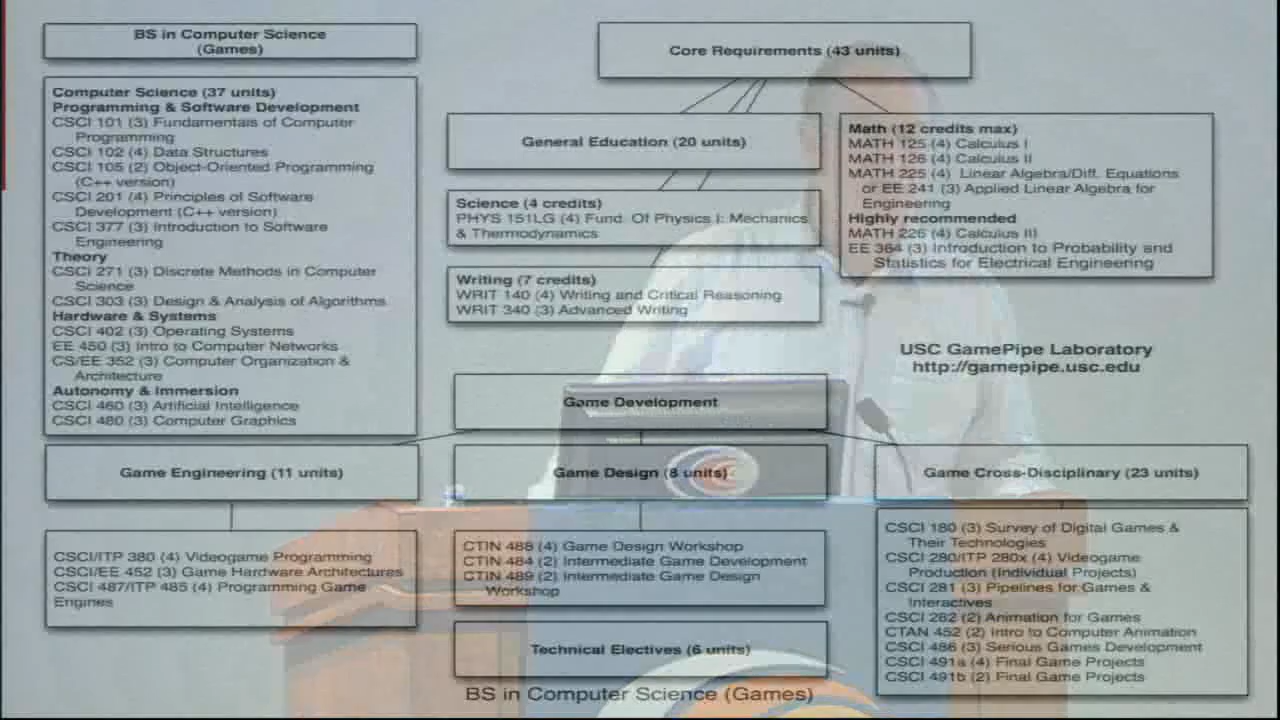 BS in Computer Science
(Games)
Core Requirements (43 units)
Computer Science (37 units)
Programming & Software Development
CSCI 101 (3) Fundamentals of Computer
Programming
CSCI 102 (4) Data Structures
CSCI 105 (2) Object-Oriented Programming
(C++ version)
CSCI 201 (4) Principles of Software
Development (C++ version)
CSCI 377 (3) Introduction to Software
Engineering
Theory
CSCI 271 (3) Discrete Methods in Computer
Science
CSCI 303 (3) Design & Analysis of Algorithms
Hardware & Systems
CSCI 402 (3) Operating Systems
EE 450 (3) Intro to Computer Networks
CS/EE 352 (3) Computer Organization &
Architecture
Autonomy & Immersion
CSCI 460 (3) Artificial Intelligence
CSCI 480 (3) Computer Graphics
General Education (20 units)
Science (4 credits)
PHYS 151LG (4) Fund. Of Physics I: Mechanics
& Thermodynamics
Writing (7 credits)
WRIT 140 (4) Writing and Critical Reasoning
WRIT 340 (3) Advanced Writing
Math (12 credits max)
MATH 125 (4) Calculus I
MATH 126 (4) Calculus II
MATH 225 (4) Linear Algebra/Diff. Equations
or EE 241 (3) Applied Linear Algebra for
Engineering
Highly recommended
MATH 226 (4) Calculus III
EE 364 (3) Introduction to Probability and
Statistics for Electrical Engineering
USC GamePipe Laboratory
http://gamepipe.usc.edu
Game Development
Game Engineering (11 units)
Game Design (8 units)
Game Cross-Disciplinary (23 units)
CSCI/ITP 380 (4) Videogame Programming
CSCI/EE 452 (3) Game Hardware Architectures
CSCI 487/ITP 485 (4) Programming Game
Engines
CTIN 488 (4) Game Design Workshop
CTIN 484 (2) Intermediate Game Development
CTIN 489 (2) Intermediate Game Design
Workshop
Technical Electives (6 units)
CSCI 180 (3) Survey of Digital Games &
Their Technologies
CSCI 280/ITP 280x (4) Videogame
Production (Individual Projects)
CSCI 281 (3) Pipelines for Games &
Interactives
CSCI 282 (2) Animation for Games
CTAN 452 (2) Intro to Computer Animation
CSCI 486 (3) Serious Games Development
CSCI 491a (4) Final Game Projects
CSCI 491b (2) Final Game Projects
BS in Computer Science (Games)